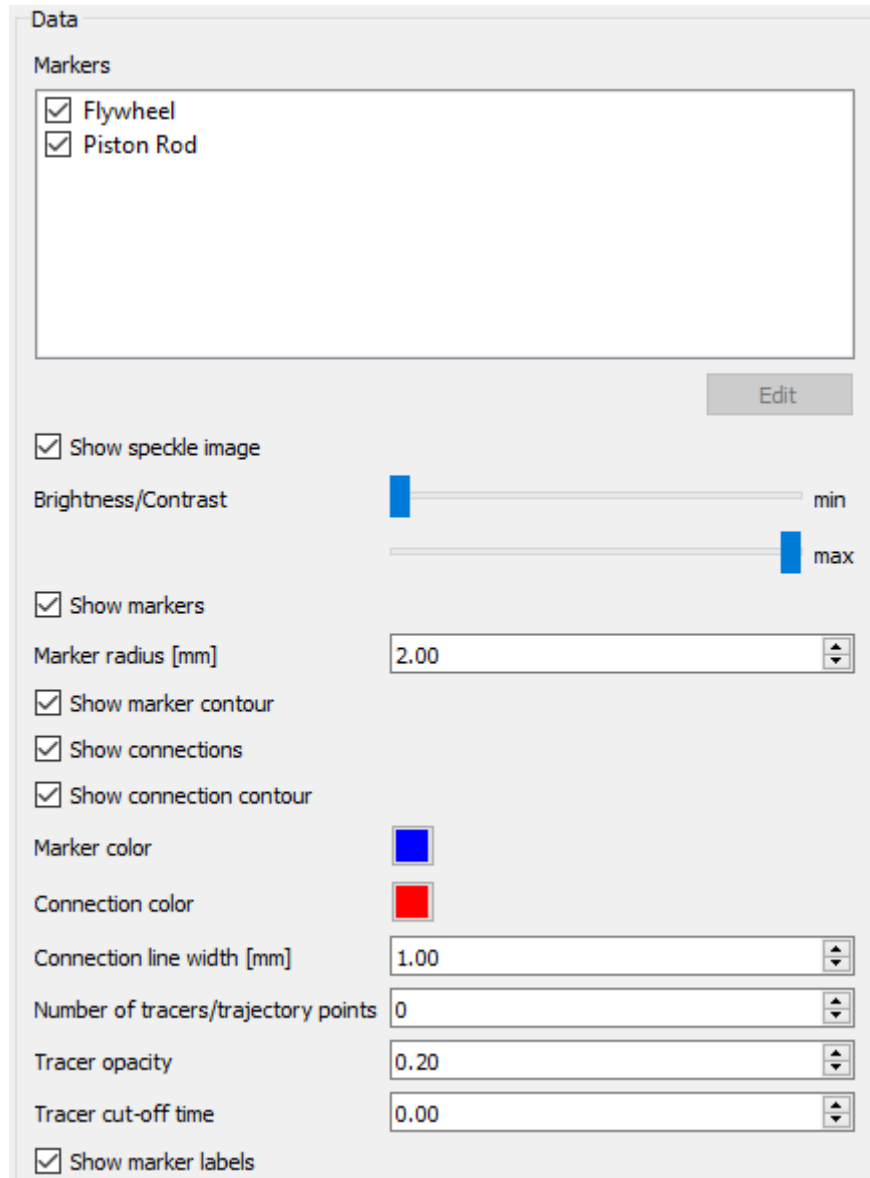 Data
Markers
Flywheel
Piston Rod
Edit
Show speckle image
Brightness/Contrast min
max
Show markers
Marker radius [mm] 2.00
Show marker contour
Show connections
Show connection contour
Marker color
Connection color
Connection line width [mm] 1.00
Number of tracers/trajectory points 0
Tracer opacity 0.20
Tracer cut-off time 0.00
Show marker labels